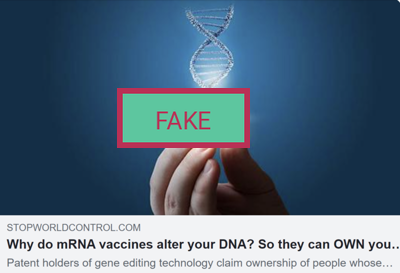 FAKE
STOPWORLDCONTROL.COM
Why do mRNA vaccines alter your DNA? So they can OWN you…
Patent holders of gene editing technology claim ownership of people whose…